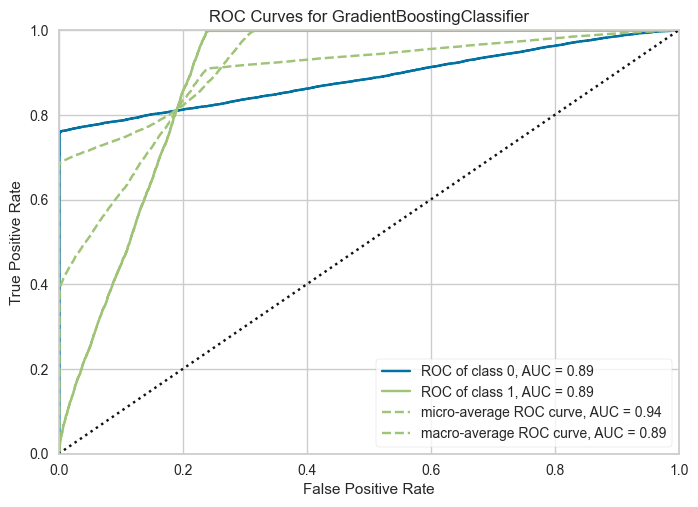 ROC Curves for GradientBoostingClassifier
1.0
0.8
0.6
0.4
0.2
0.0
True Positive Rate
0.0 0.2 0.4 0.6 0.8 1.0
False Positive Rate
ROC of class 0, AUC = 0.89
ROC of class 1, AUC = 0.89
micro-average ROC curve, AUC = 0.94
macro-average ROC curve, AUC = 0.89